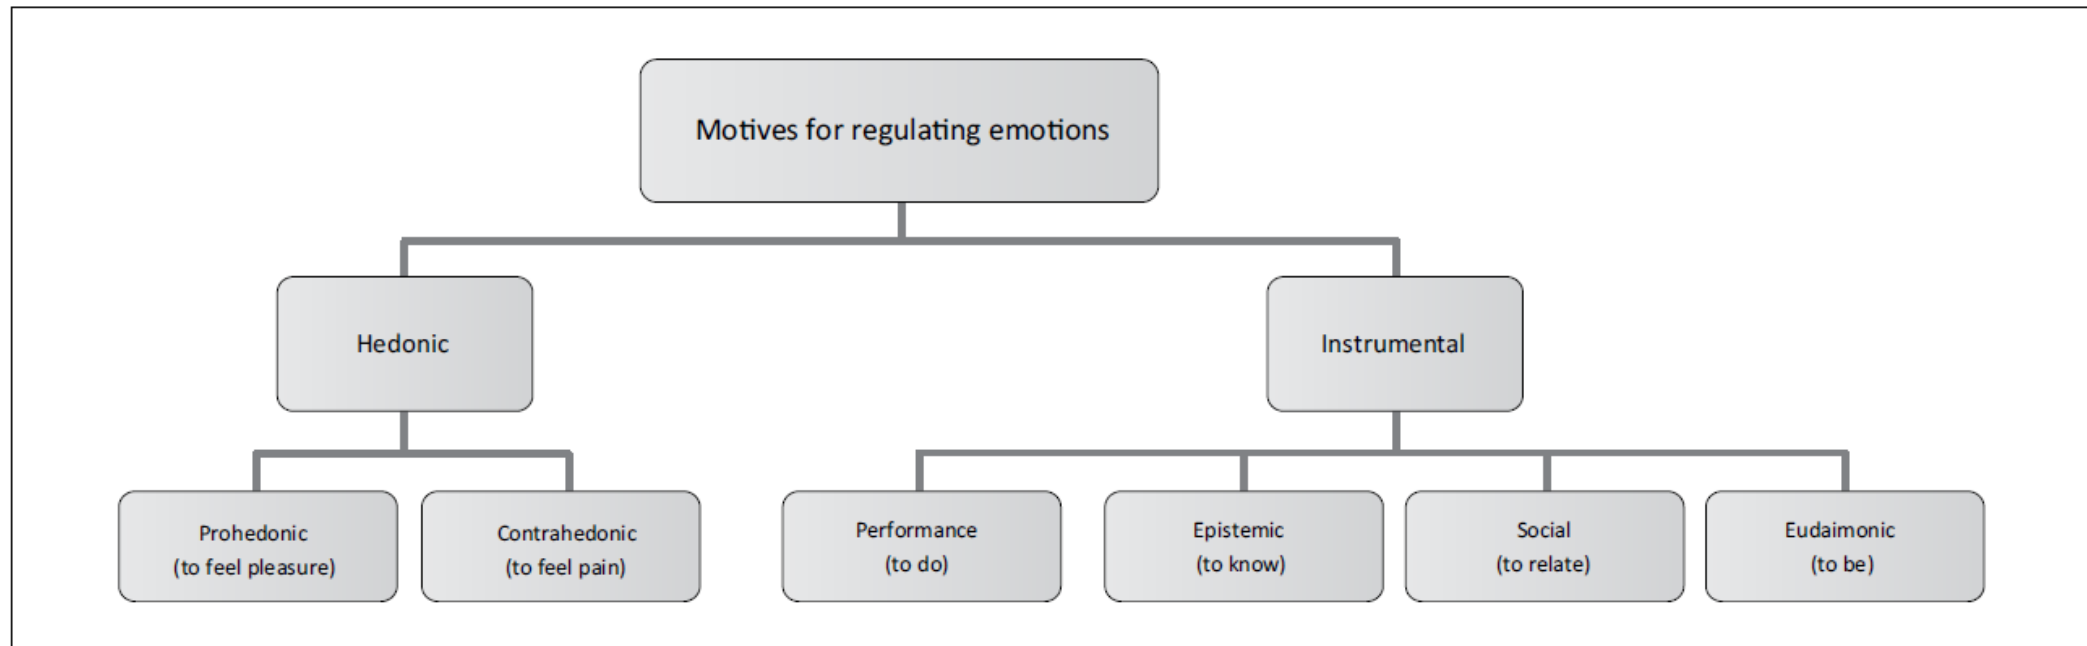 Motives for regulating emotions
Hedonic
Instrumental
Prohedonic
(to feel pleasure)
Contrahedonic
(to feel pain)
Performance
(to do)
Epistemic
(to know)
Social
(to relate)
Eudaimonic
(to be)